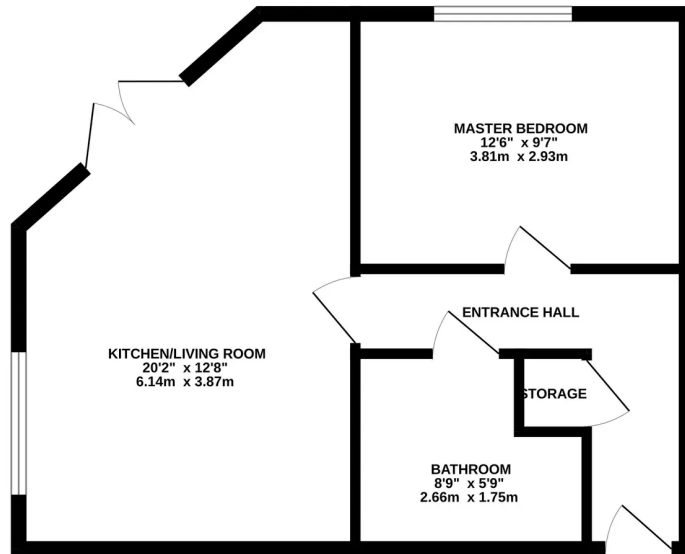 MASTER BEDROOM
12'6" x 9'7"
3.81m x 2.93m
ENTRANCE HALL
KITCHEN/LIVING ROOM
20'2" x 12'8"
6.14m x 3.87m
STORAGE
BATHROOM
8'9" x 5'9"
2.66m x 1.75m